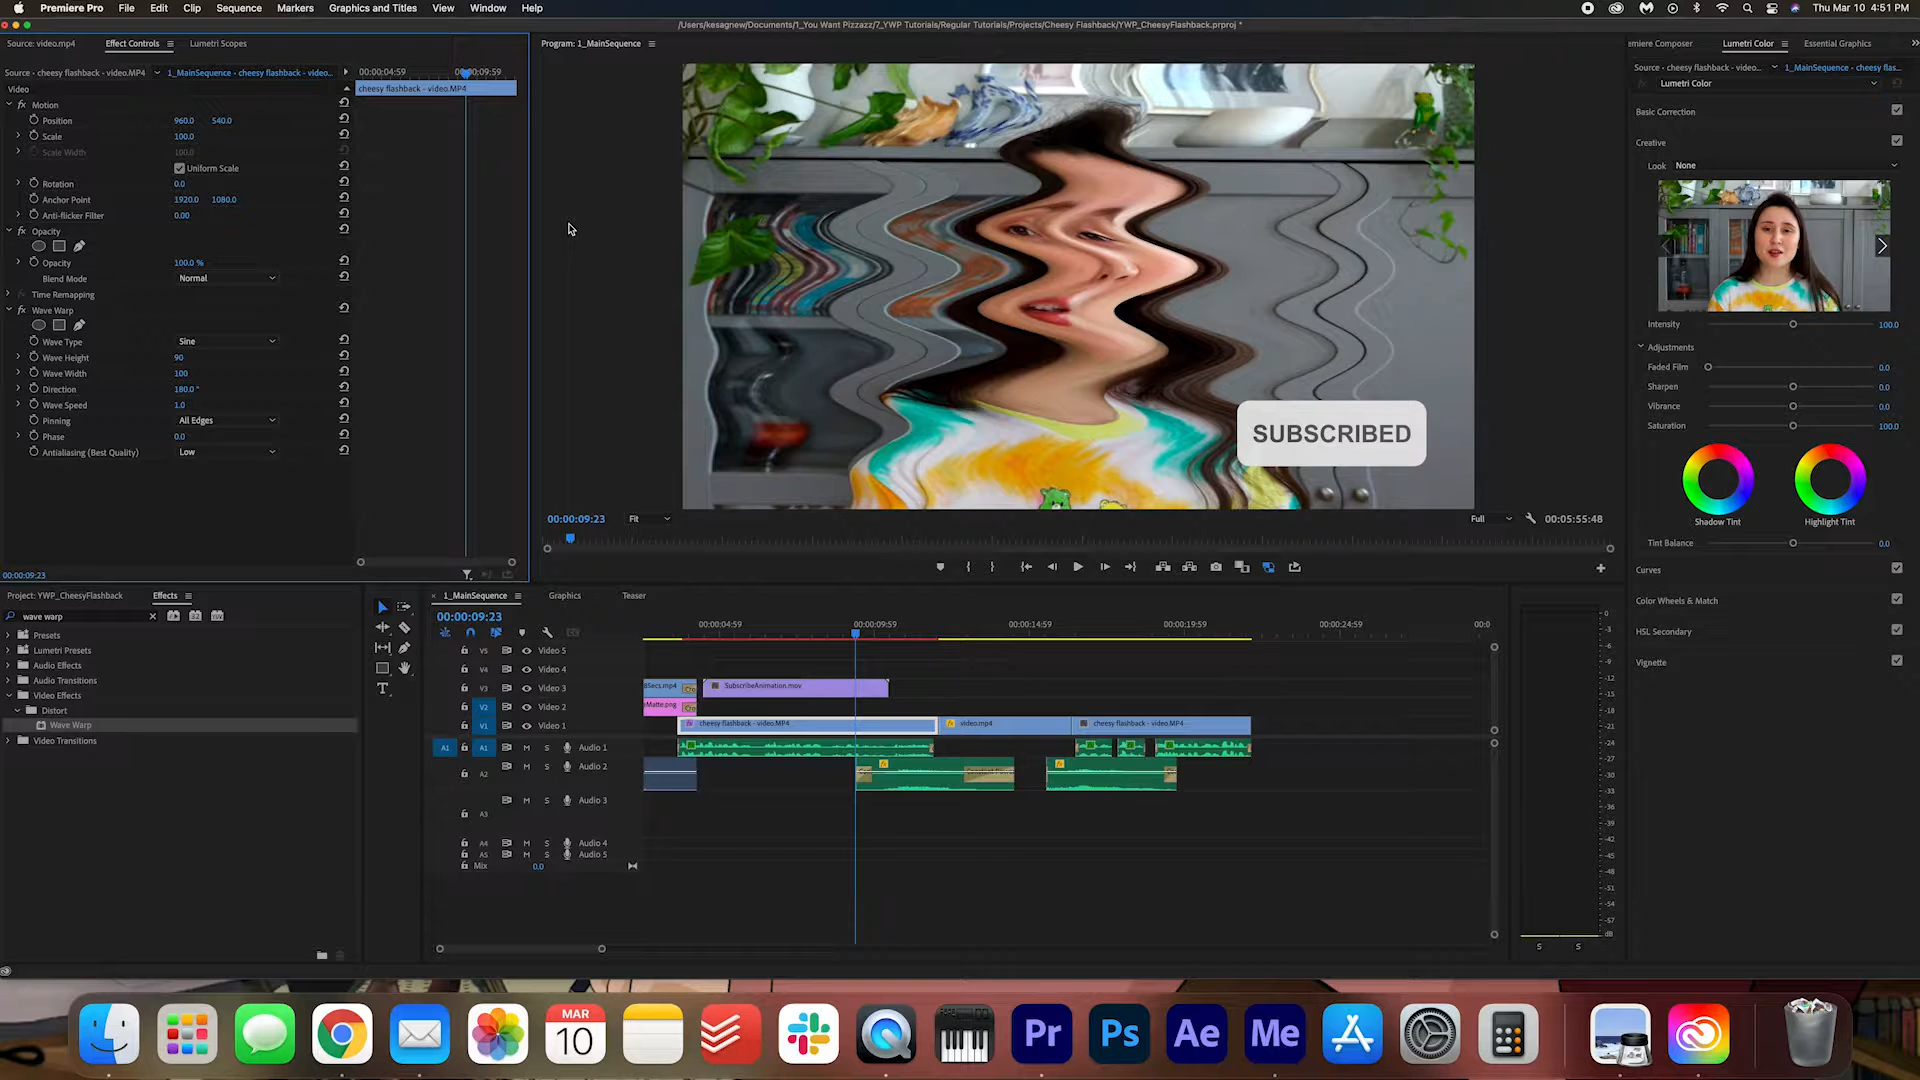 Premiere Pro File Edit Clip Sequence Markers Graphics and Titles View Window Help Thu Mar 10 4:51 PM
/Users/kesagnew/Documents/1_You Want Pizzazz/7_YWP Tutorials/Regular Tutorials/Projects/Cheesy Flashback/YWP_CheesyFlashback.prproj *
Source: video.mp4 Effect Controls Lumetri Scopes
Source • cheesy flashback - video.MP4 1_MainSequence • cheesy flashback - video... 00:00:04:59 00:00:09:59
Video cheesy flashback - video.MP4
fx Motion
Position 960.0 540.0
Scale 100.0
Scale Width 100.0
Uniform Scale
Rotation 0.0
Anchor Point 1920.0 1080.0
Anti-flicker Filter 0.00
fx Opacity
Opacity 100.0 %
Blend Mode Normal
Time Remapping
fx Wave Warp
Wave Type Sine
Wave Height 90
Wave Width 100
Direction 180.0 °
Wave Speed 1.0
Pinning All Edges
Phase 0.0
Antialiasing (Best Quality) Low
00:00:09:23
Program: 1_MainSequence
SUBSCRIBED
00:00:09:23 Fit Full 00:05:55:48
emiere Composer Lumetri Color Essential Graphics
Source • cheesy flashback - video... 1_MainSequence • cheesy flas...
fx Lumetri Color
Basic Correction
Creative
Look None
Intensity 100.0
Adjustments
Faded Film 0.0
Sharpen 0.0
Vibrance 0.0
Saturation 100.0
Shadow Tint Highlight Tint
Tint Balance 0.0
Curves
Color Wheels & Match
HSL Secondary
Vignette
Project: YWP_CheesyFlashback Effects
wave warp
Presets
Lumetri Presets
Audio Effects
Audio Transitions
Video Effects
Distort
Wave Warp
Video Transitions
1_MainSequence Graphics Teaser
00:00:09:23
00:00:04:59 00:00:09:59 00:00:14:59 00:00:19:59 00:00:24:59 00:0
V5 Video 5
V4 Video 4
V3 Video 3 8Secs.mp4 Cro SubscribeAnimation.mov
V2 Video 2 Matte.png Cro
V1 Video 1 cheesy flashback - video.MP4 video.mp4 cheesy flashback - video.MP4
A1 A1 M S Audio 1
A2 M S Audio 2
A3 M S Audio 3
A4 M S Audio 4
A5 M S Audio 5
Mix 0.0
0
-3
-6
-9
-12
-15
-18
-21
-24
-27
-30
-33
-36
-39
-42
-45
-48
-51
-54
-57
dB
S S
MAR
10
Pr Ps Ae Me